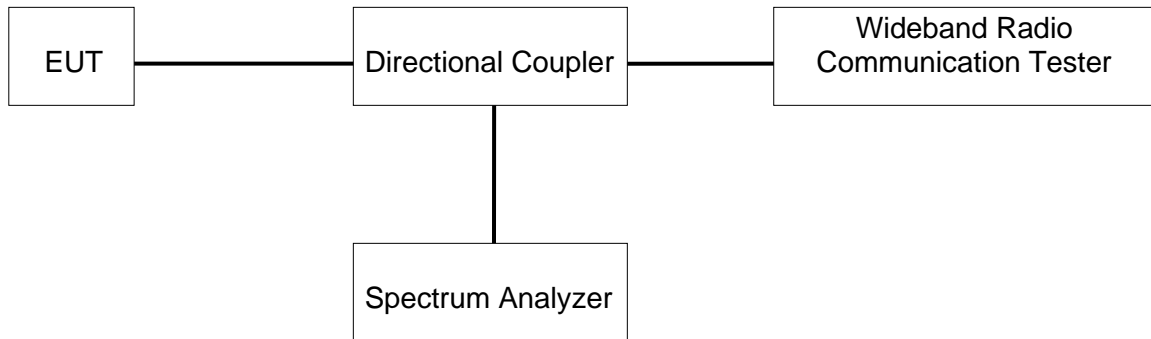 EUT
Directional Coupler
Wideband Radio
Communication Tester
Spectrum Analyzer